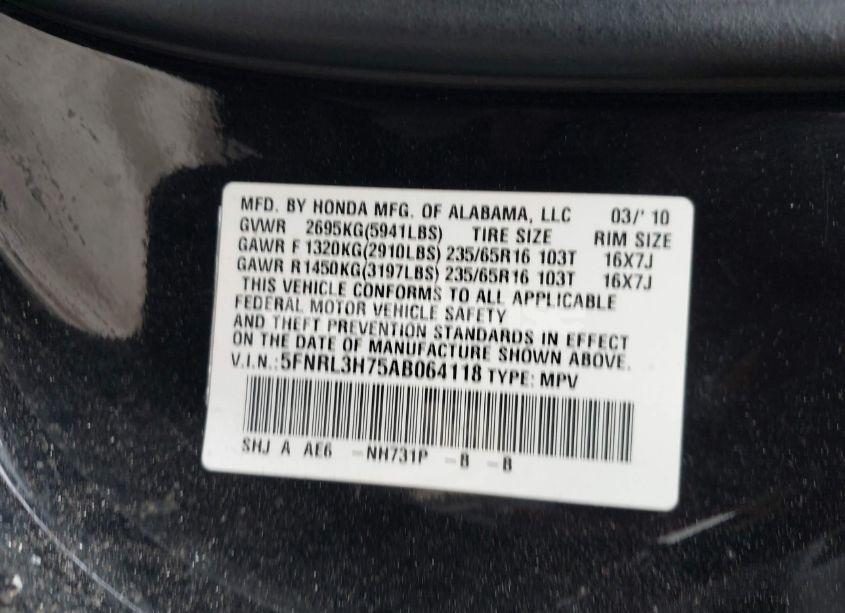 MFD. BY HONDA MFG. OF ALABAMA, LLC 03/' 10
GVWR 2695KG(5941LBS) TIRE SIZE RIM SIZE
GAWR F 1320KG(2910LBS) 235/65R16 103T 16X7J
GAWR R1450KG(3197LBS) 235/65R16 103T 16X7J
THIS VEHICLE CONFORMS TO ALL APPLICABLE
FEDERAL MOTOR VEHICLE SAFETY
AND THEFT PREVENTION STANDARDS IN EFFECT
ON THE DATE OF MANUFACTURE SHOWN ABOVE.
V.I.N.: 5FNRL3H75AB064118 TYPE: MPV
SHJ A AE6 -NH731P -B -B